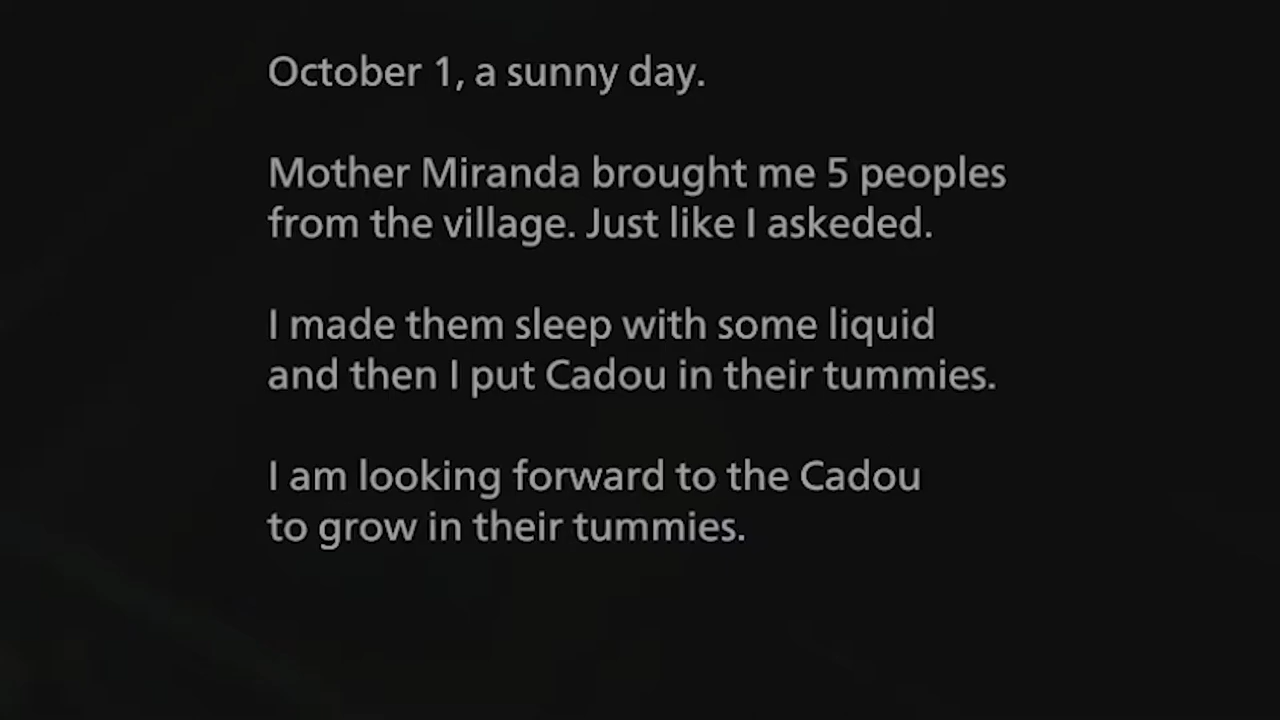 October 1, a sunny day.
Mother Miranda brought me 5 peoples
from the village. Just like I askeded.
I made them sleep with some liquid
and then I put Cadou in their tummies.
I am looking forward to the Cadou
to grow in their tummies.